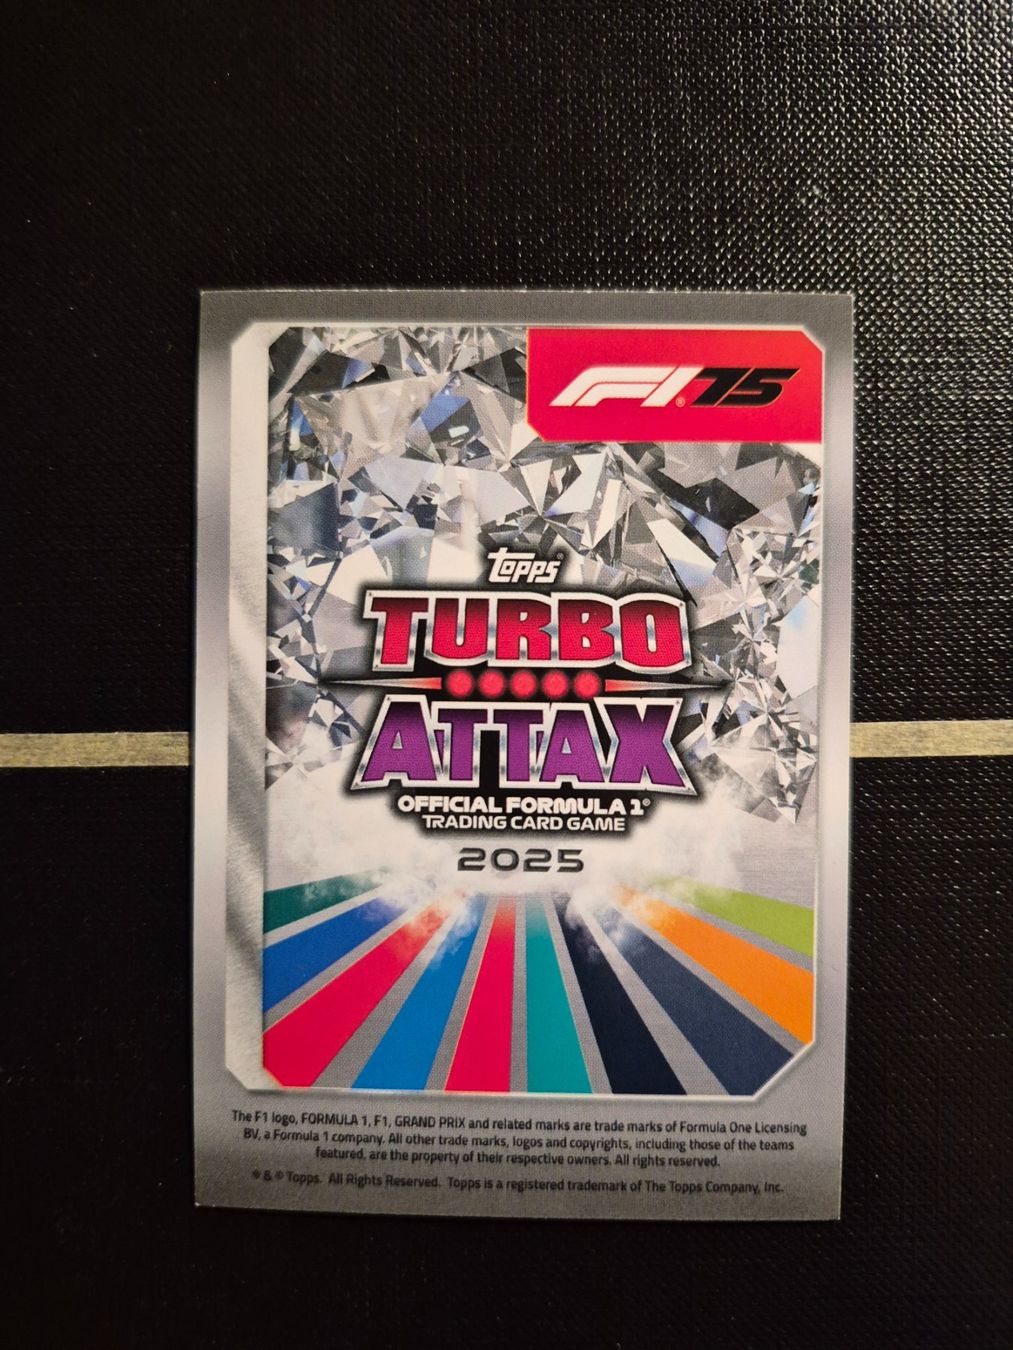 F1® 75
topps®
TURBO
ATTAX
OFFICIAL FORMULA 1®
TRADING CARD GAME
2025
The F1 logo, FORMULA 1, F1, GRAND PRIX and related marks are trade marks of Formula One Licensing
BV, a Formula 1 company. All other trade marks, logos and copyrights, including those of the teams
featured, are the property of their respective owners. All rights reserved.
® & © Topps. All Rights Reserved. Topps is a registered trademark of The Topps Company, Inc.